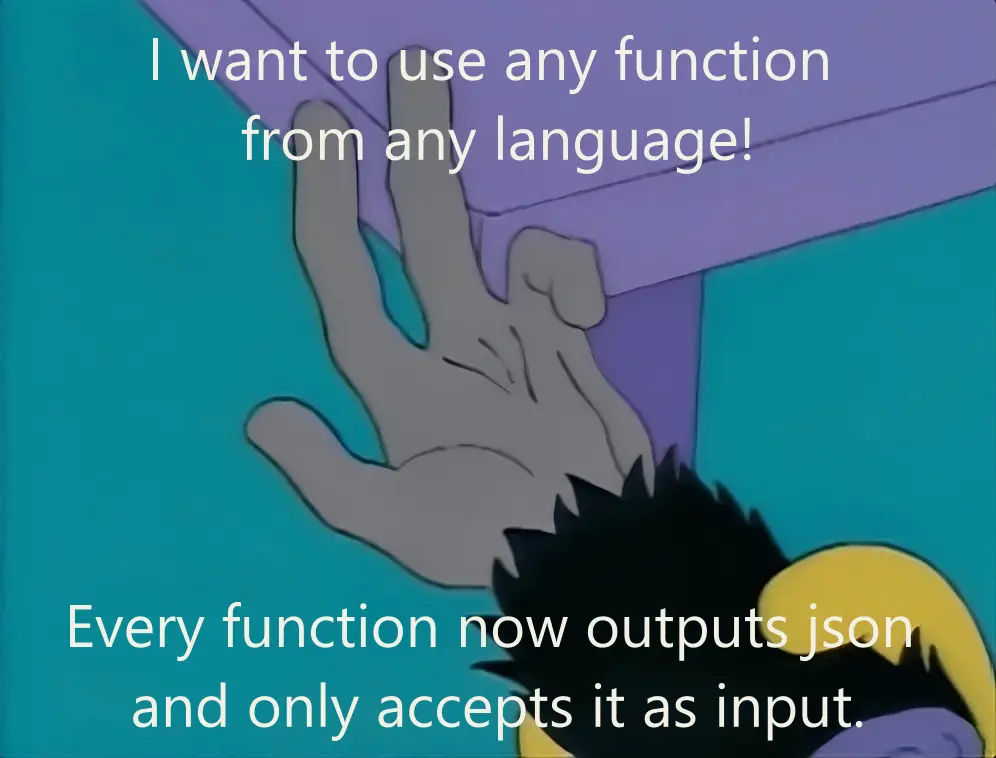 I want to use any function
from any language!
Every function now outputs json
and only accepts it as input.